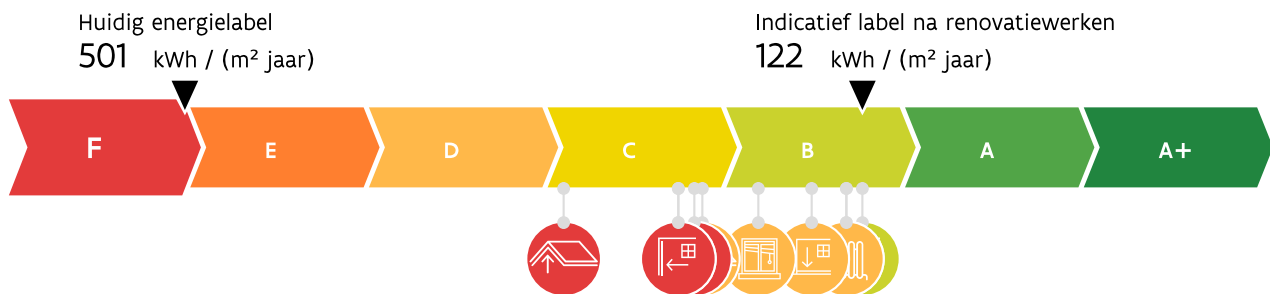 Huidig energielabel
501 kWh / (m² jaar)
Indicatief label na renovatiewerken
122 kWh / (m² jaar)
F E D C B A A+